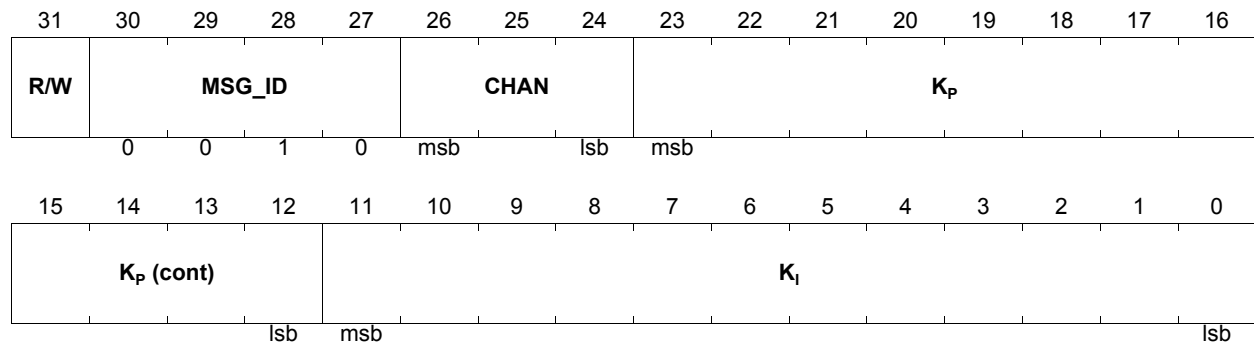 31 30 29 28 27 26 25 24 23 22 21 20 19 18 17 16
R/W MSG_ID CHAN KP
0 0 1 0 msb lsb msb
15 14 13 12 11 10 9 8 7 6 5 4 3 2 1 0
KP (cont) KI
lsb msb lsb